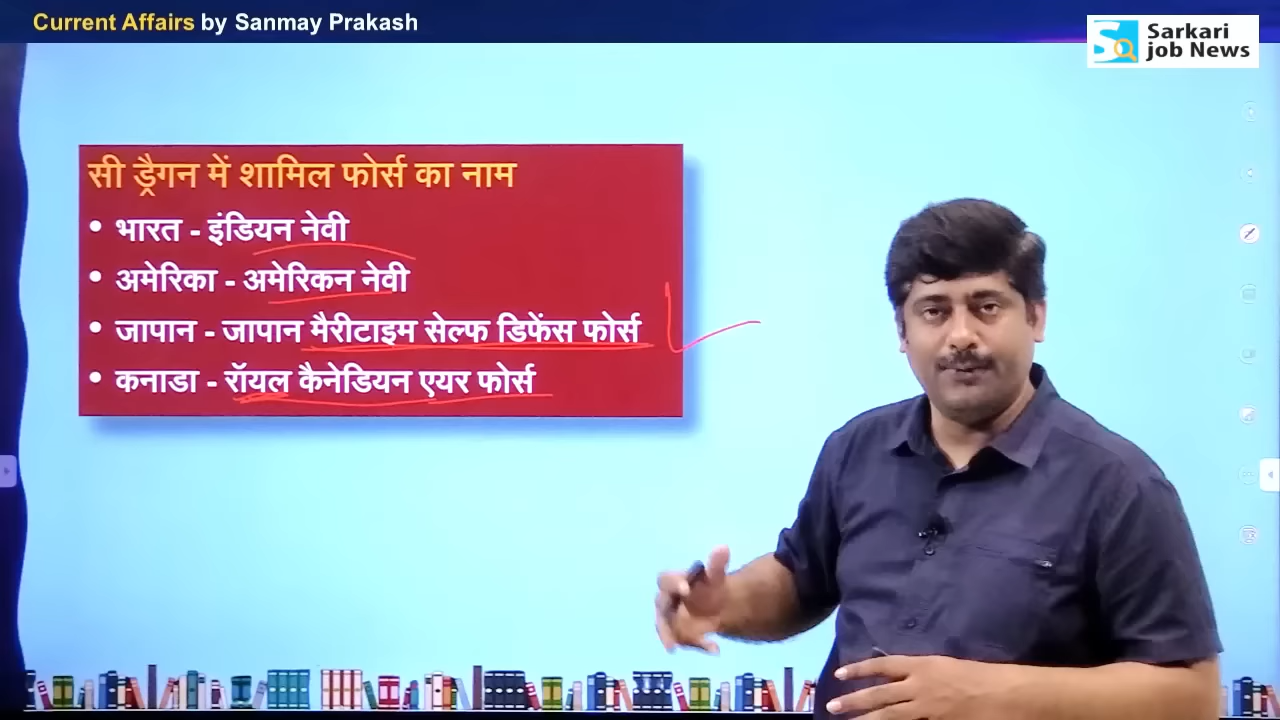 Current Affairs by Sanmay Prakash
Sarkari
job News
सी ड्रैगन में शामिल फोर्स का नाम
• भारत - इंडियन नेवी
• अमेरिका - अमेरिकन नेवी
• जापान - जापान मैरीटाइम सेल्फ डिफेंस फोर्स
• कनाडा - रॉयल कैनेडियन एयर फोर्स